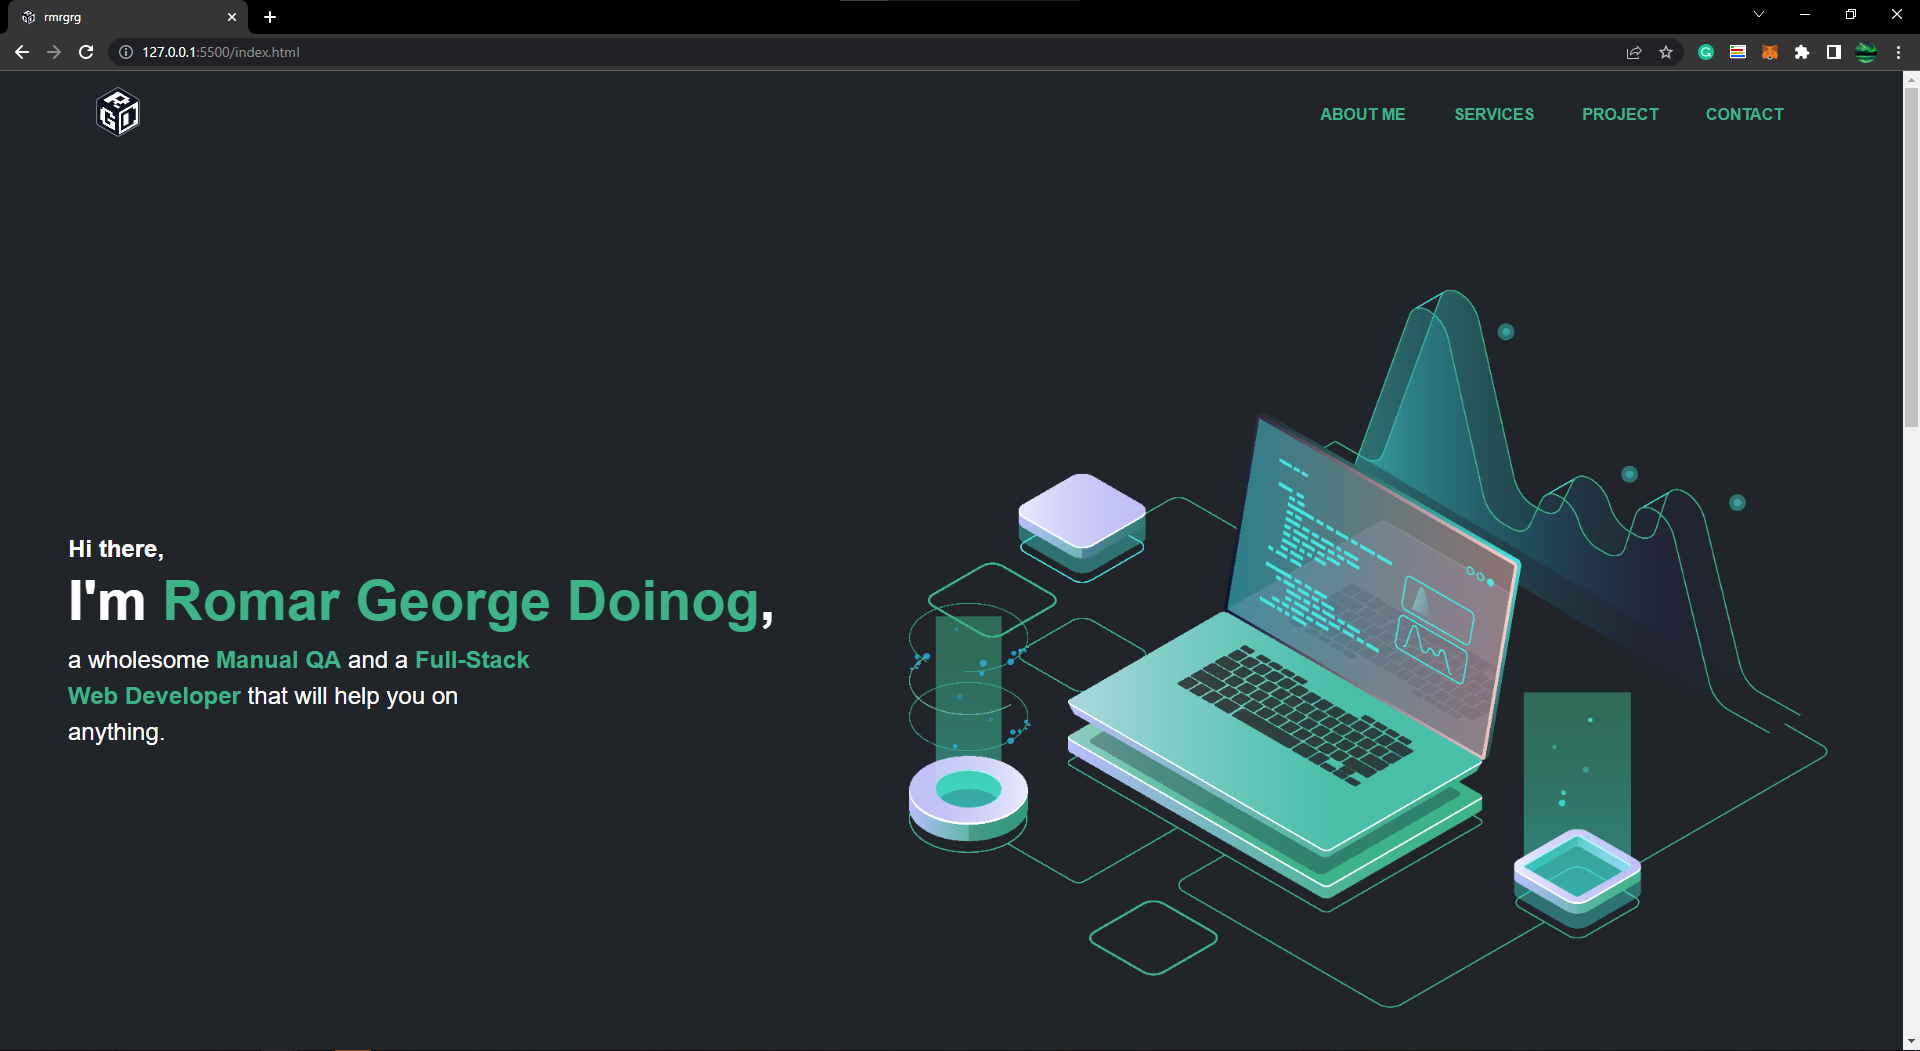 rmrgrg
127.0.0.1:5500/index.html
RGD
ABOUT ME SERVICES PROJECT CONTACT
Hi there,
I'm Romar George Doinog,
a wholesome Manual QA and a Full-Stack
Web Developer that will help you on
anything.